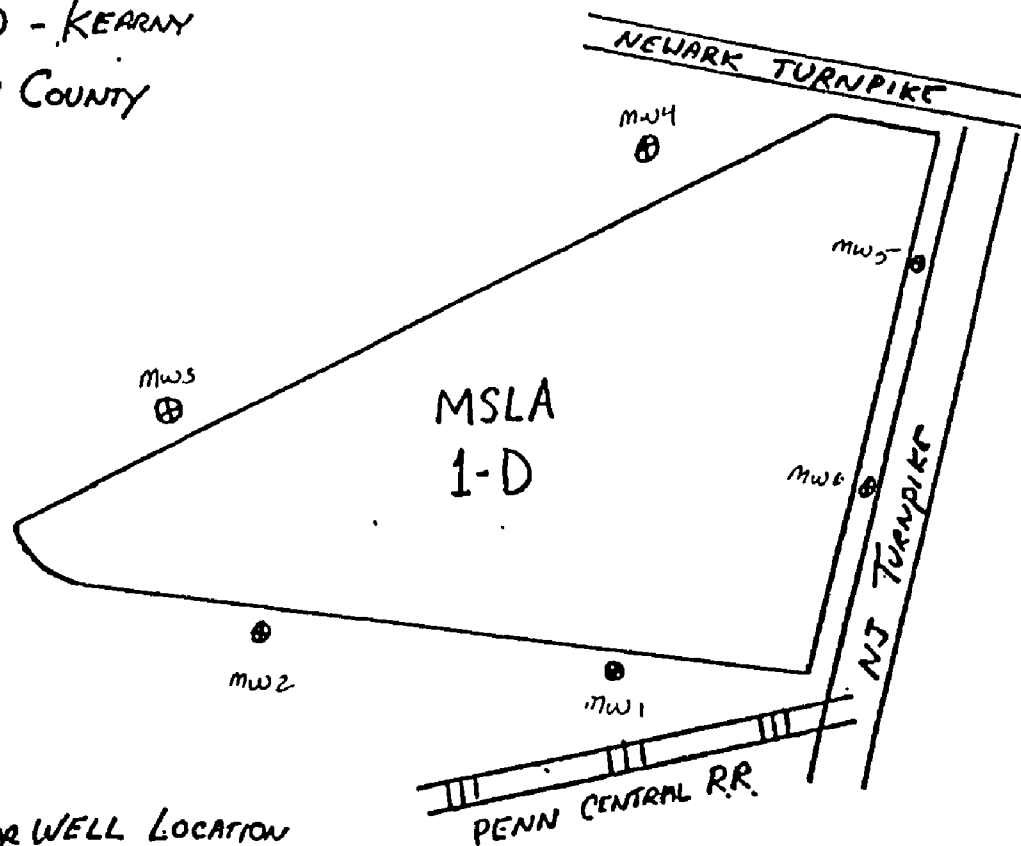 - KEARNY
COUNTY
NEWARK TURNPIKE
MW4
MW5
MW3
MSLA
1-D
MW6
NJ TURNPIKE
MW2
MW1
PENN CENTRAL R.R.
WELL LOCATION